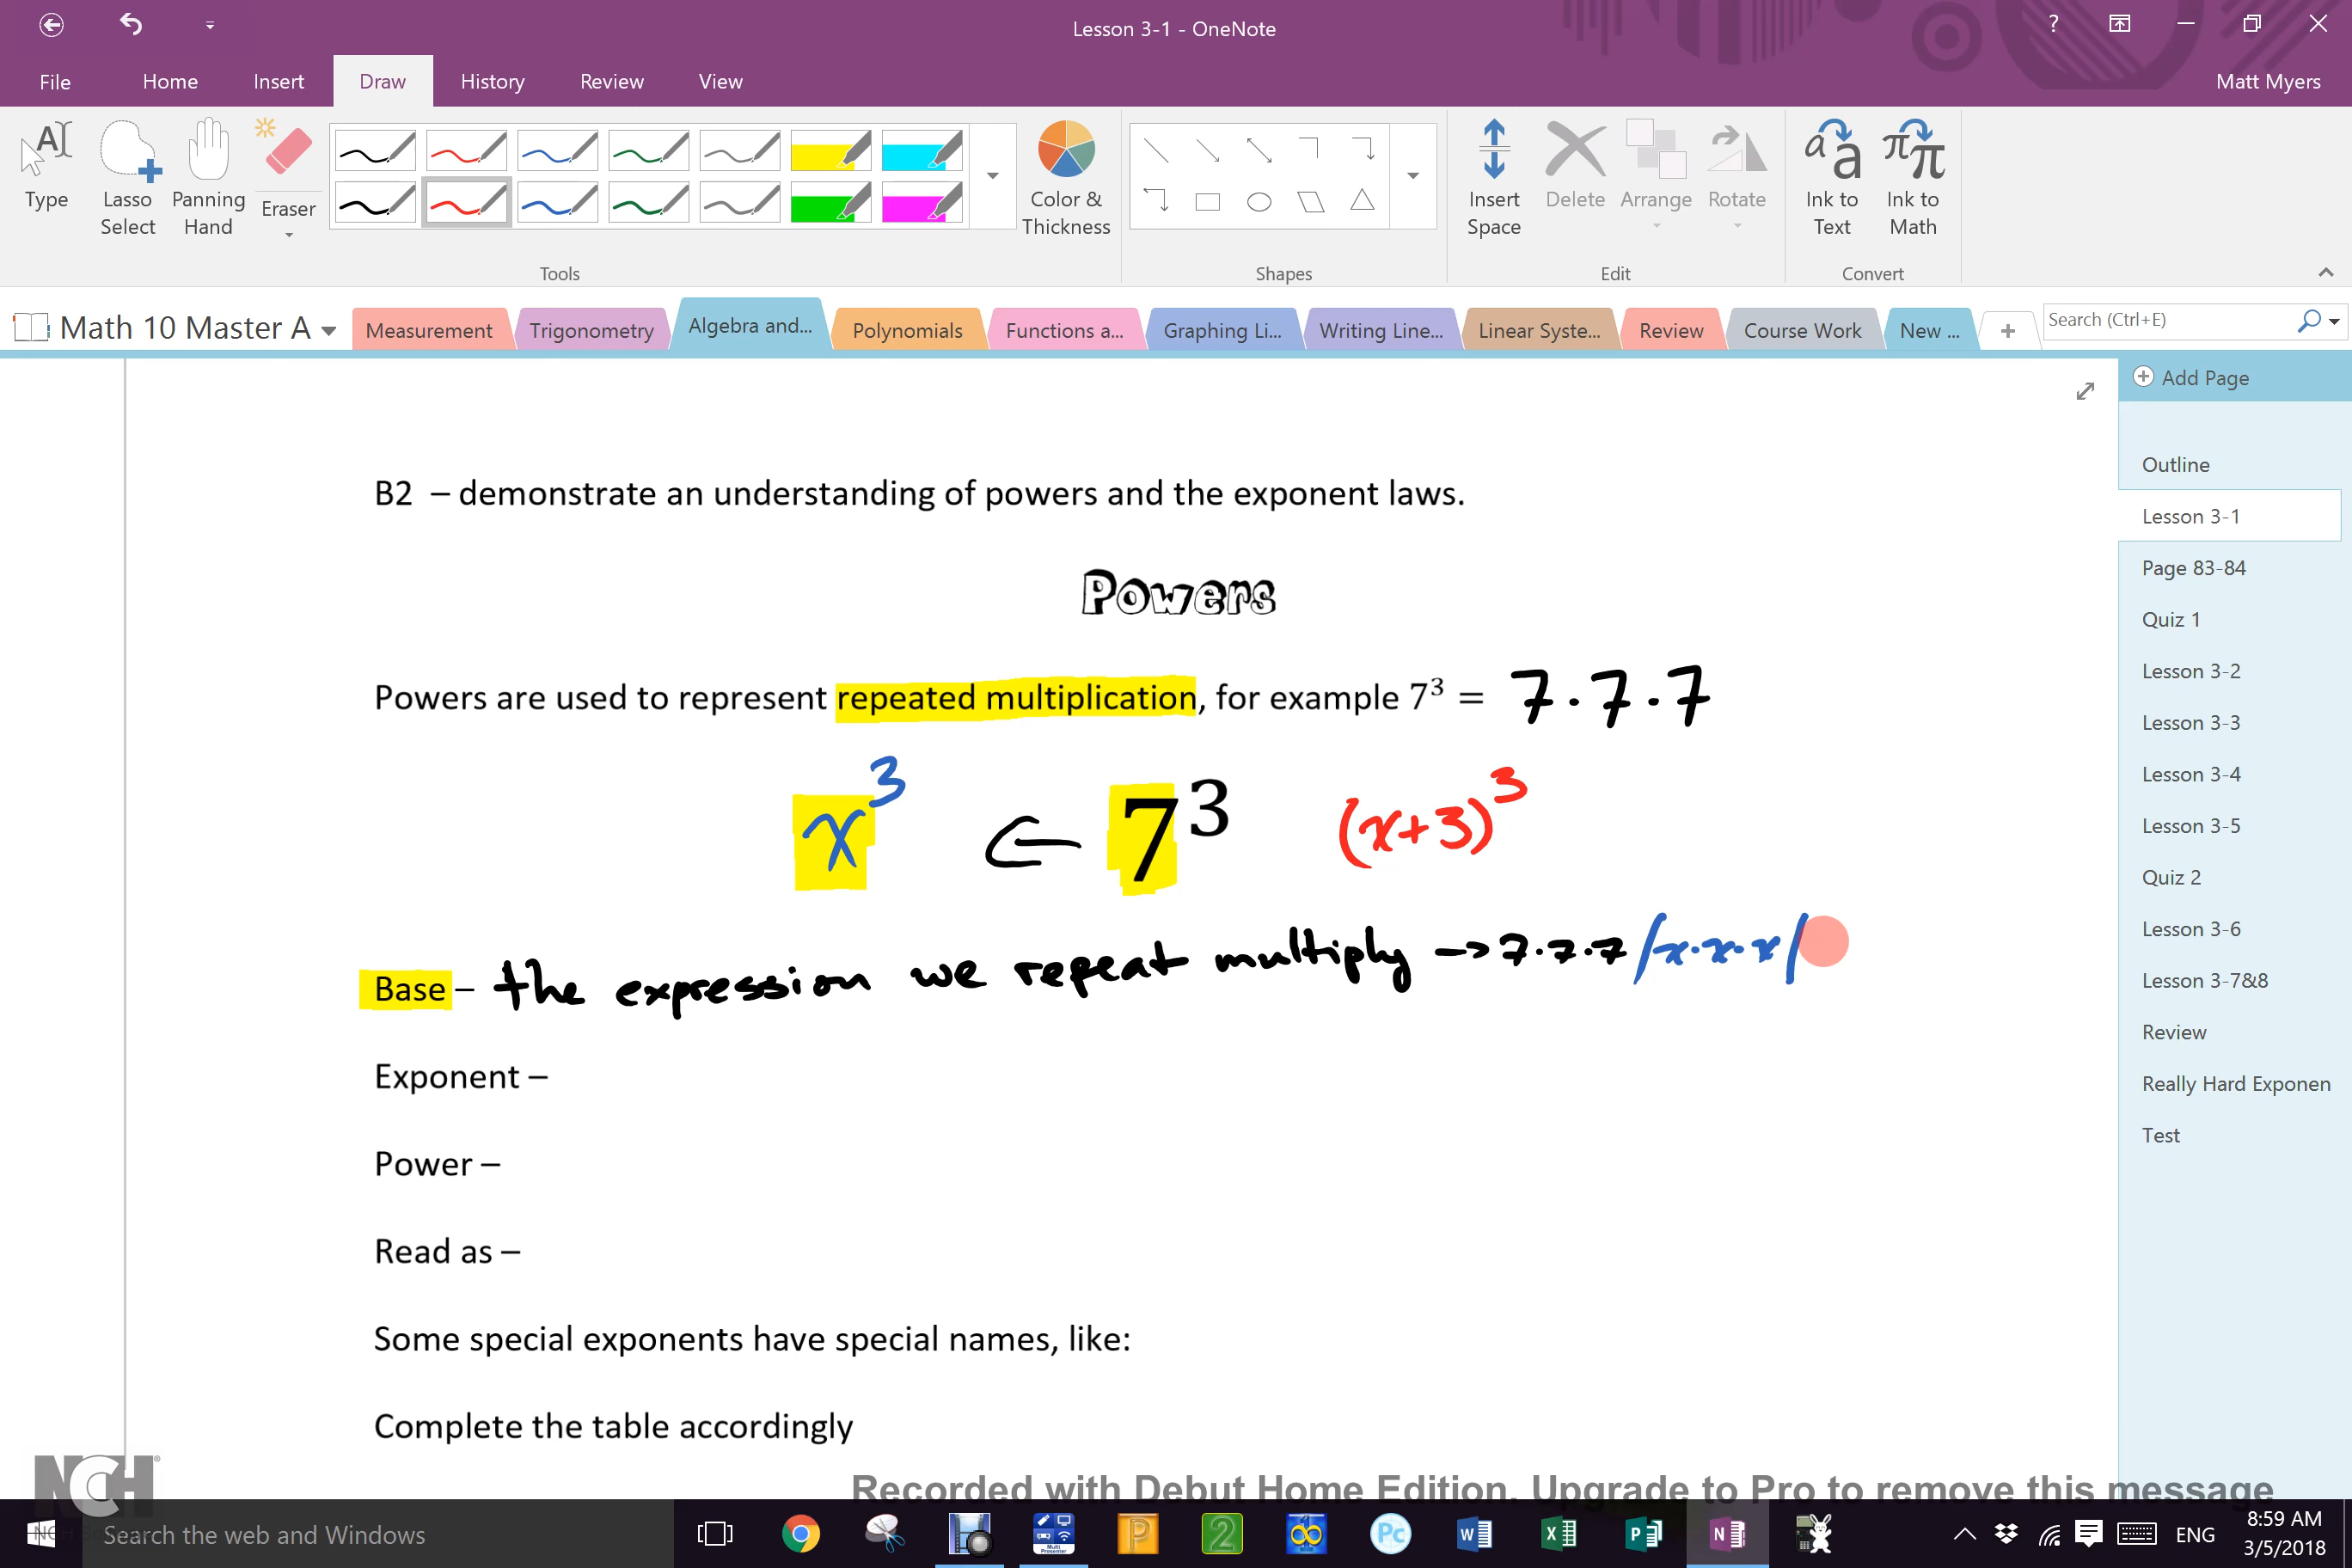 Lesson 3-1 - OneNote
?
File Home Insert Draw History Review View Matt Myers
Type Lasso Select Panning Hand Eraser Color & Thickness Insert Space Delete Arrange Rotate Ink to Text Ink to Math
Tools Shapes Edit Convert
Math 10 Master A Measurement Trigonometry Algebra and... Polynomials Functions a... Graphing Li... Writing Line... Linear Syste... Review Course Work New ... + Search (Ctrl+E)
Add Page
Outline
Lesson 3-1
Page 83-84
Quiz 1
Lesson 3-2
Lesson 3-3
Lesson 3-4
Lesson 3-5
Quiz 2
Lesson 3-6
Lesson 3-7&8
Review
Really Hard Exponen
Test
B2 – demonstrate an understanding of powers and the exponent laws.
Powers
Powers are used to represent repeated multiplication, for example 7³ = 7·7·7
x³ ← 7³ (x+3)³
Base – the expression we repeat multiply → 7·7·7 / x·x·x /
Exponent –
Power –
Read as –
Some special exponents have special names, like:
Complete the table accordingly
NCH
Recorded with Debut Home Edition. Upgrade to Pro to remove this message
Search the web and Windows
ENG
8:59 AM
3/5/2018